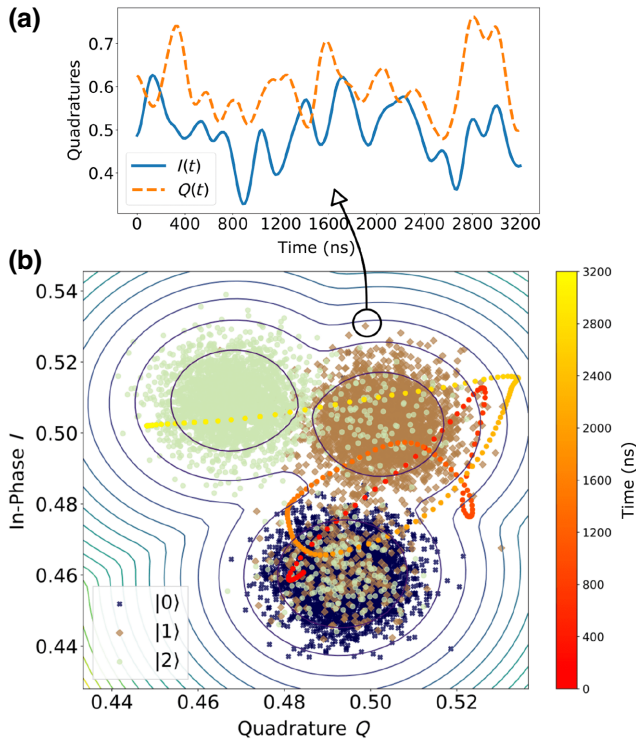 (a)
Quadratures
0.7
0.6
0.5
0.4
I(t)
Q(t)
0 400 800 1200 1600 2000 2400 2800 3200
Time (ns)
(b)
In-Phase I
0.54
0.52
0.50
0.48
0.46
0.44
|0⟩
|1⟩
|2⟩
0.44 0.46 0.48 0.50 0.52
Quadrature Q
3200
2800
2400
2000
1600
1200
800
400
0
Time (ns)